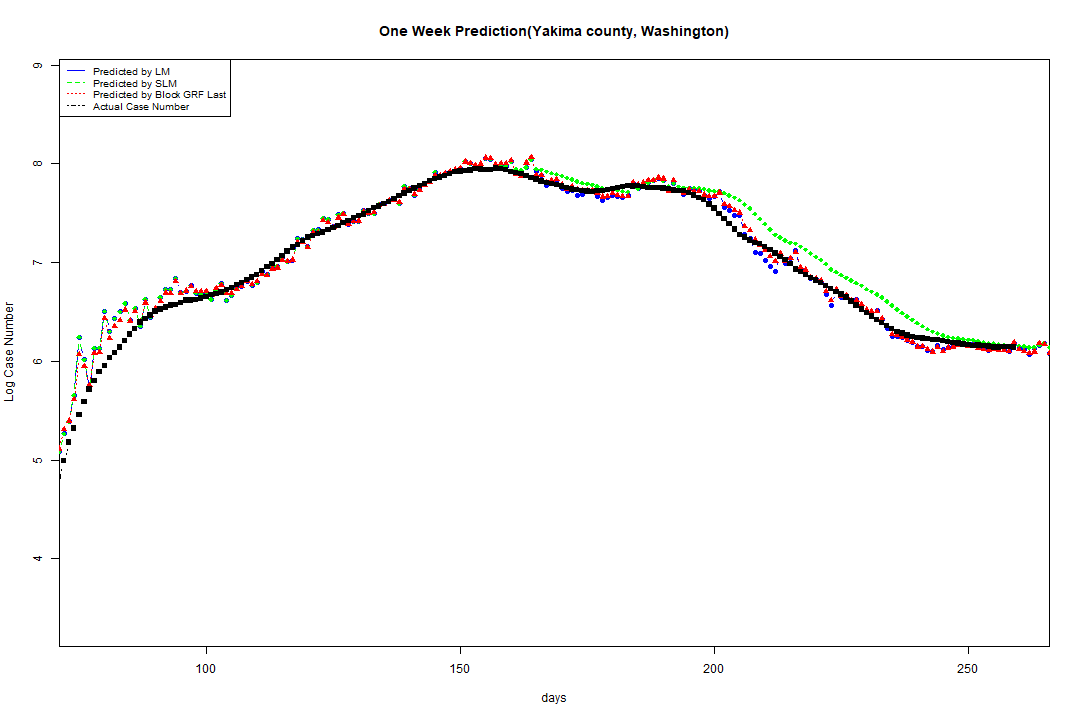 One Week Prediction(Yakima county, Washington)
Predicted by LM
Predicted by SLM
Predicted by Block GRF Last
Actual Case Number
9
8
7
6
5
4
Log Case Number
100 150 200 250
days